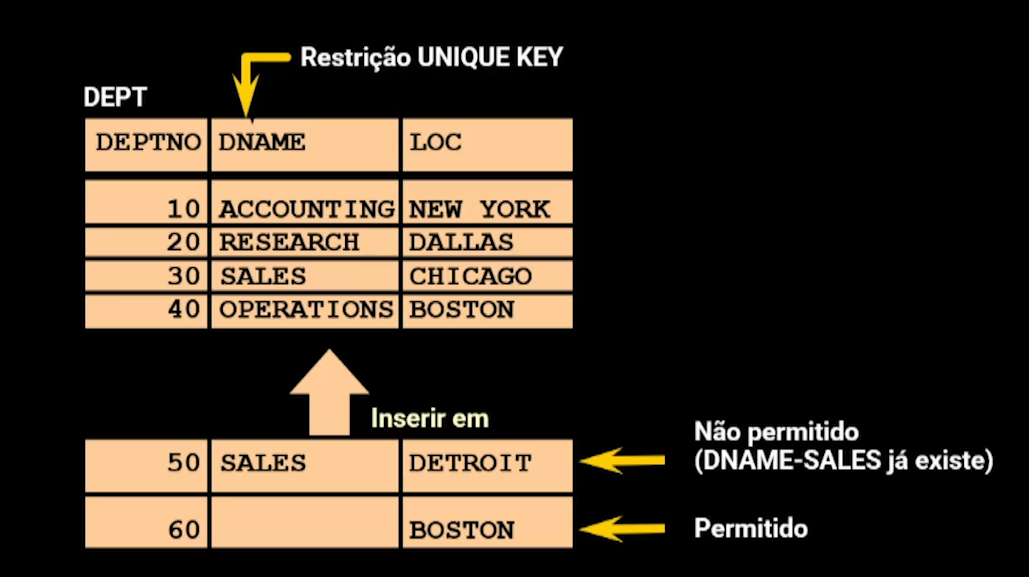 Restrição UNIQUE KEY
DEPT
DEPTNO DNAME LOC
10 ACCOUNTING NEW YORK
20 RESEARCH DALLAS
30 SALES CHICAGO
40 OPERATIONS BOSTON
Inserir em
50 SALES DETROIT
Não permitido
(DNAME-SALES já existe)
60 BOSTON
Permitido